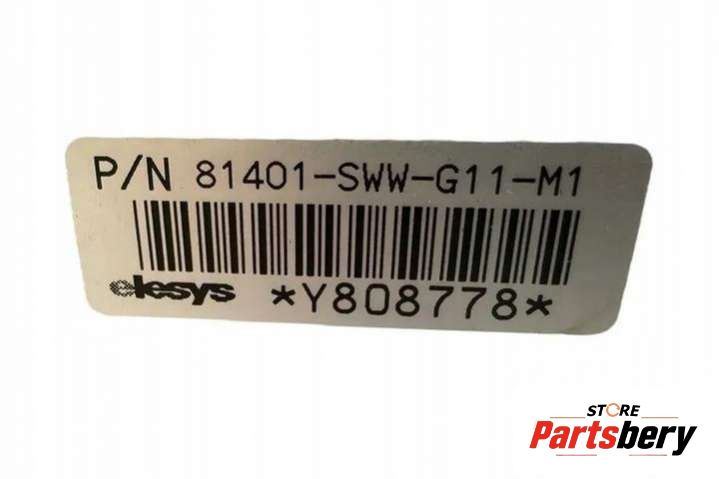 P/N 81401-SWW-G11-M1
elesys *Y808778*
STORE
Partsbery